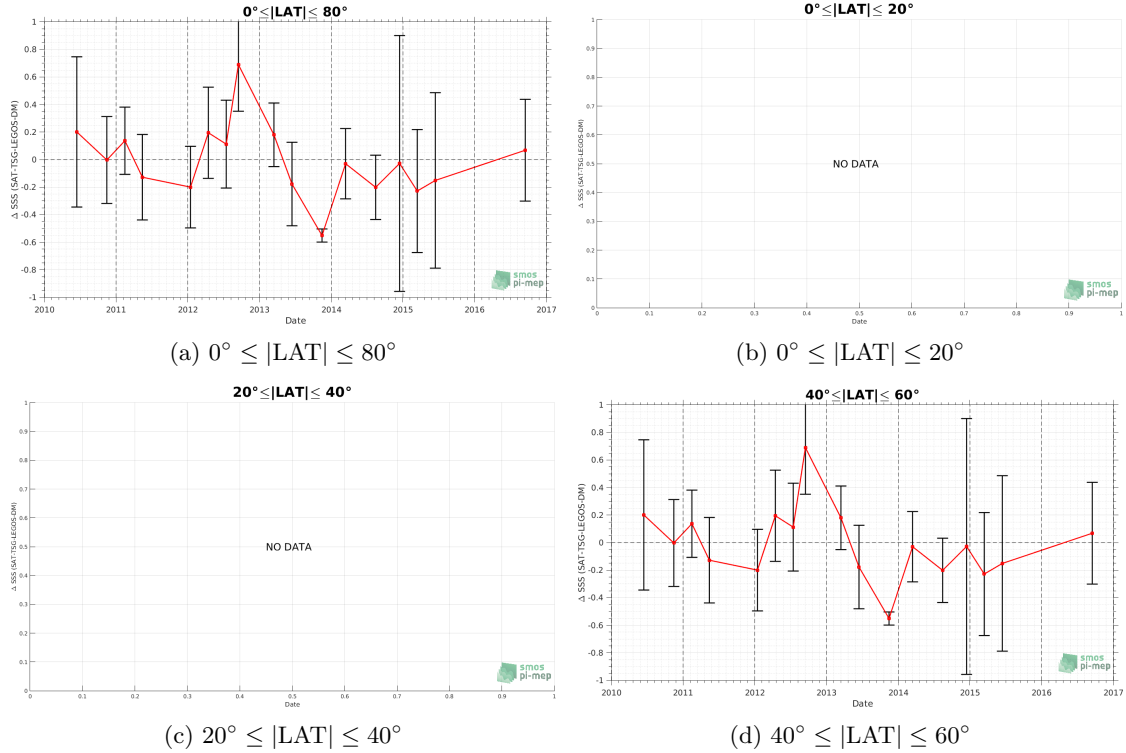 0°≤|LAT|≤ 80°
1
0.8
0.6
0.4
0.2
0
-0.2
-0.4
-0.6
-0.8
-1
Δ SSS (SAT-TSG-LEGOS-DM)
2010 2011 2012 2013 2014 2015 2016 2017
Date
smos
pi-mep
(a) 0° ≤ |LAT| ≤ 80°
0°≤|LAT|≤ 20°
1
0.9
0.8
0.7
0.6
0.5
0.4
0.3
0.2
0.1
0
Δ SSS (SAT-TSG-LEGOS-DM)
NO DATA
0 0.1 0.2 0.3 0.4 0.5 0.6 0.7 0.8 0.9 1
Date
smos
pi-mep
(b) 0° ≤ |LAT| ≤ 20°
20°≤|LAT|≤ 40°
1
0.9
0.8
0.7
0.6
0.5
0.4
0.3
0.2
0.1
0
Δ SSS (SAT-TSG-LEGOS-DM)
NO DATA
0 0.1 0.2 0.3 0.4 0.5 0.6 0.7 0.8 0.9 1
Date
smos
pi-mep
(c) 20° ≤ |LAT| ≤ 40°
40°≤|LAT|≤ 60°
1
0.8
0.6
0.4
0.2
0
-0.2
-0.4
-0.6
-0.8
-1
Δ SSS (SAT-TSG-LEGOS-DM)
2010 2011 2012 2013 2014 2015 2016 2017
Date
smos
pi-mep
(d) 40° ≤ |LAT| ≤ 60°